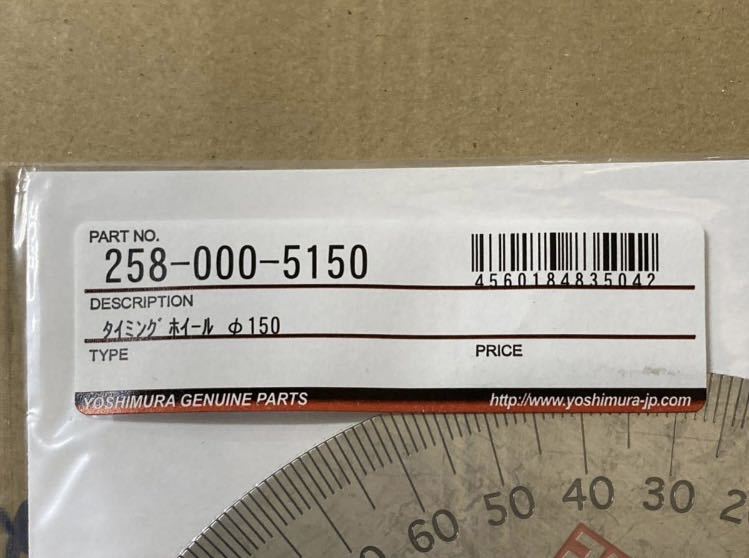 PART NO.
258-000-5150
4560184835042
DESCRIPTION
ﾀｲﾐﾝｸﾞ ﾎｲｰﾙ φ150
TYPE
PRICE
YOSHIMURA GENUINE PARTS
http://www.yoshimura-jp.com
60 50 40 30